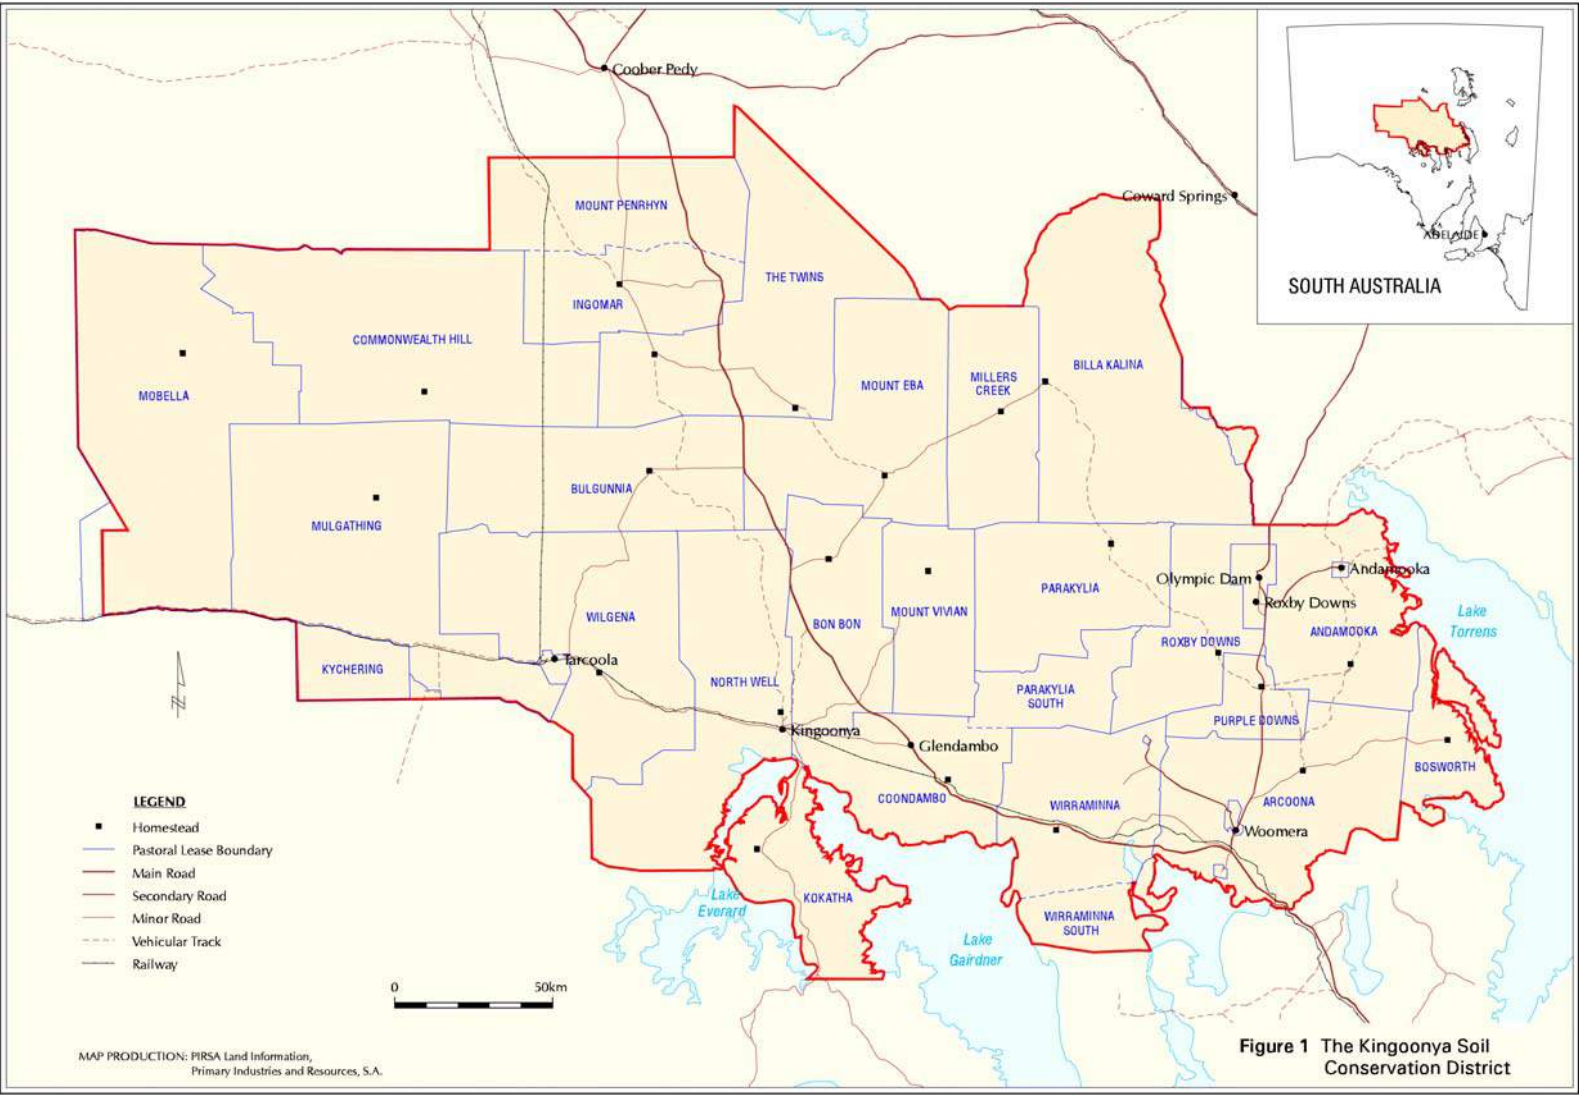 Coober Pedy
Coward Springs
ADELAIDE
SOUTH AUSTRALIA
MOUNT PENRHYN
THE TWINS
INGOMAR
COMMONWEALTH HILL
MOBELLA
MOUNT EBA
MILLERS
CREEK
BILLA KALINA
BULGUNNIA
MULGATHING
Olympic Dam
Andamooka
Roxby Downs
PARAKYLIA
WILGENA
BON BON
MOUNT VIVIAN
ANDAMOOKA
Lake
Torrens
ROXBY DOWNS
KYCHERING
Tarcoola
NORTH WELL
PARAKYLIA
SOUTH
PURPLE DOWNS
Kingoonya
Glendambo
BOSWORTH
COONDAMBO
WIRRAMINNA
ARCOONA
Woomera
KOKATHA
Lake
Everard
WIRRAMINNA
SOUTH
Lake
Gairdner
LEGEND
Homestead
Pastoral Lease Boundary
Main Road
Secondary Road
Minor Road
Vehicular Track
Railway
0 50km
MAP PRODUCTION: PIRSA Land Information,
Primary Industries and Resources, S.A.
Figure 1 The Kingoonya Soil
Conservation District